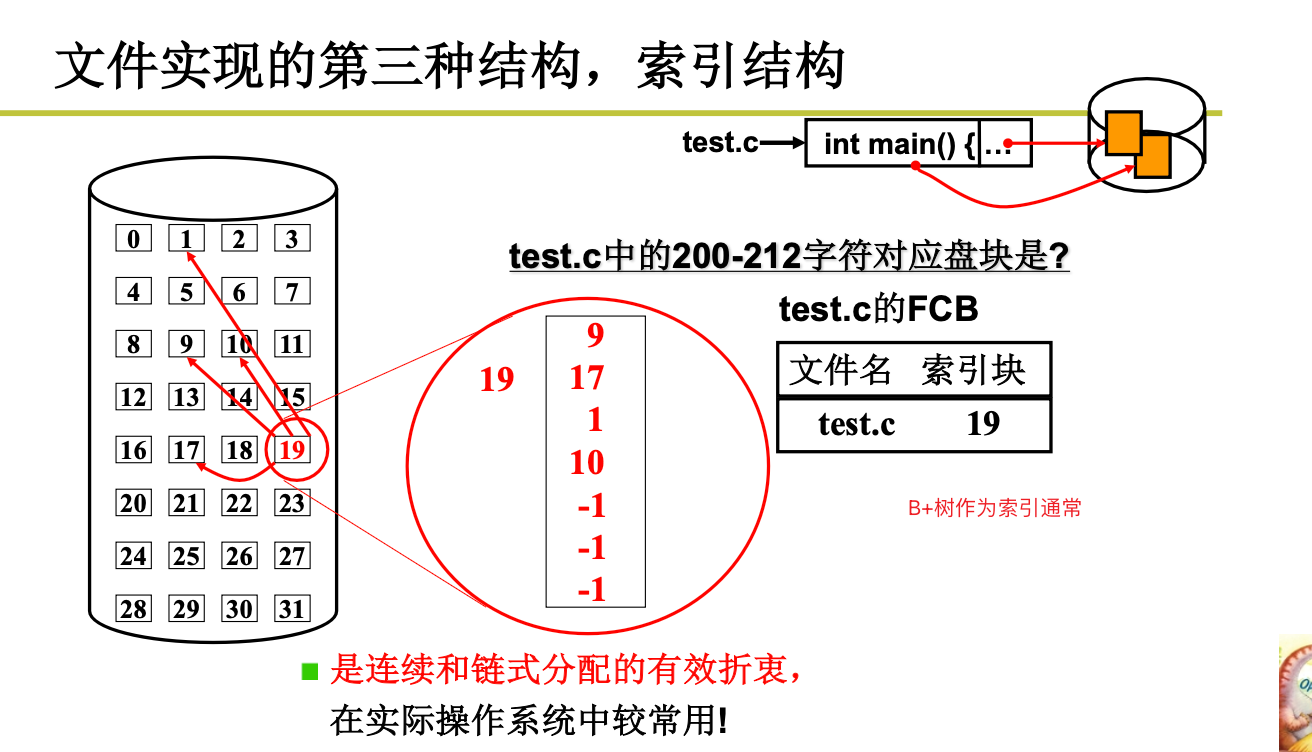 文件实现的第三种结构，索引结构
test.c
int main() { …
test.c中的200-212字符对应盘块是?
test.c的FCB
文件名 索引块
test.c 19
B+树作为索引通常
0 1 2 3
4 5 6 7
8 9 10 11
12 13 14 15
16 17 18 19
20 21 22 23
24 25 26 27
28 29 30 31
19
9
17
1
10
-1
-1
-1
是连续和链式分配的有效折衷，
在实际操作系统中较常用!